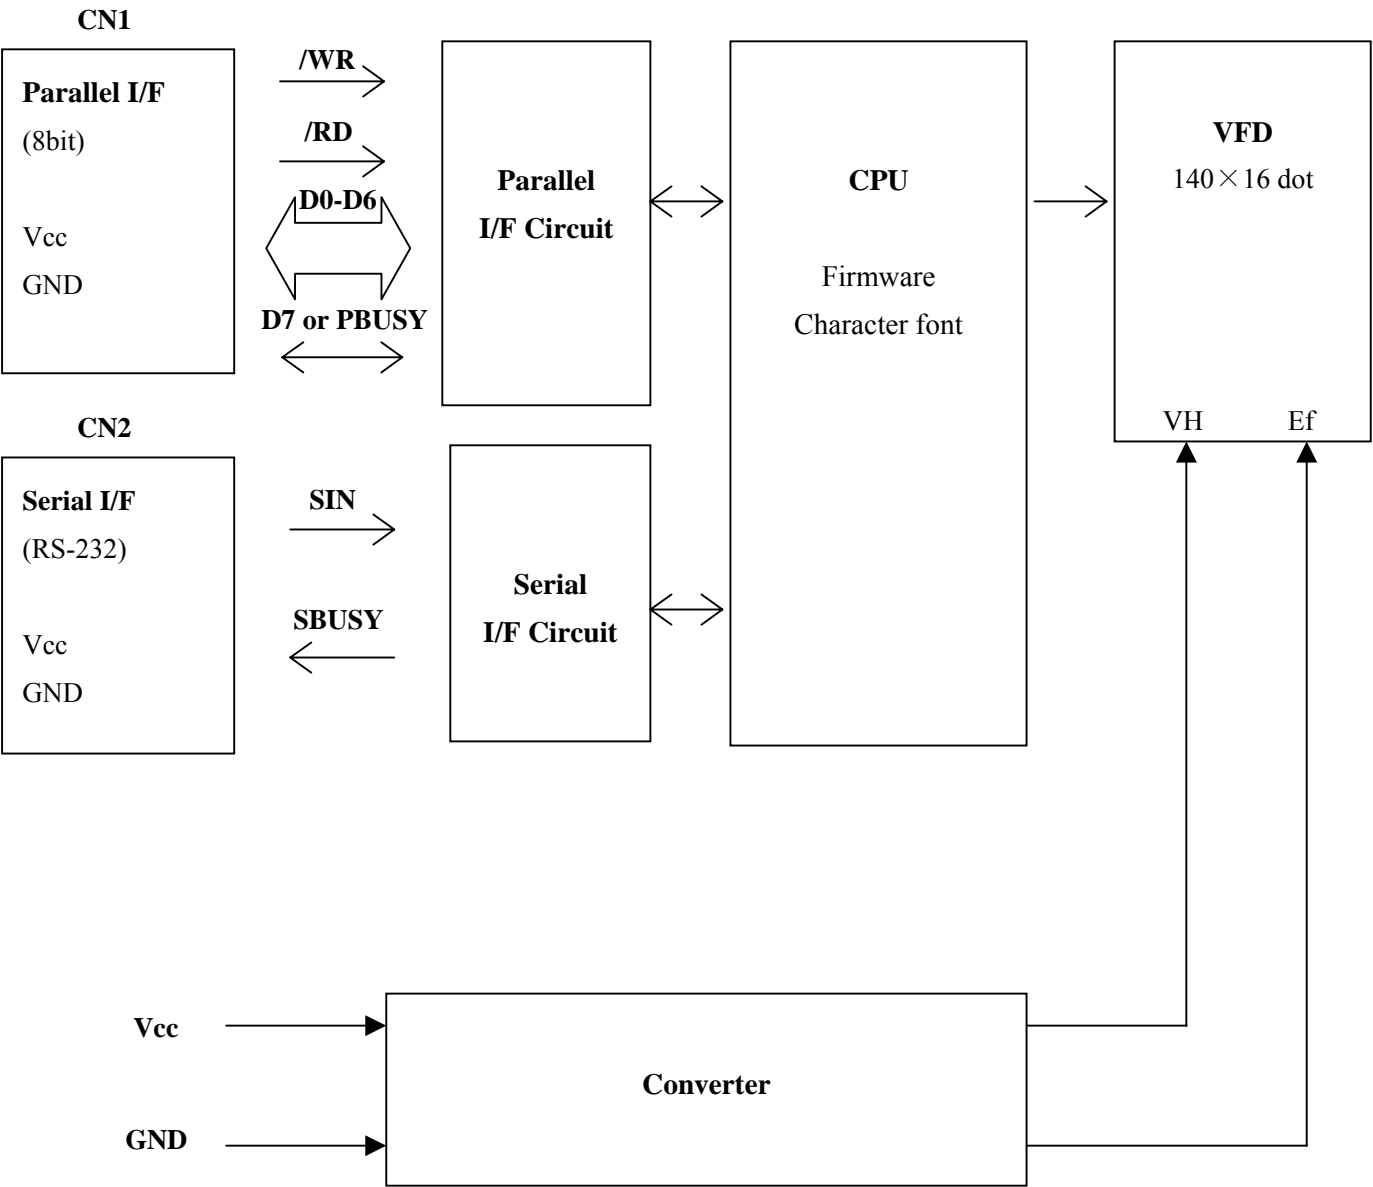 CN1
Parallel I/F
(8bit)
Vcc
GND
/WR
/RD
D0-D6
D7 or PBUSY
Parallel
I/F Circuit
CPU
Firmware
Character font
VFD
140×16 dot
VH Ef
CN2
Serial I/F
(RS-232)
Vcc
GND
SIN
SBUSY
Serial
I/F Circuit
Vcc
GND
Converter